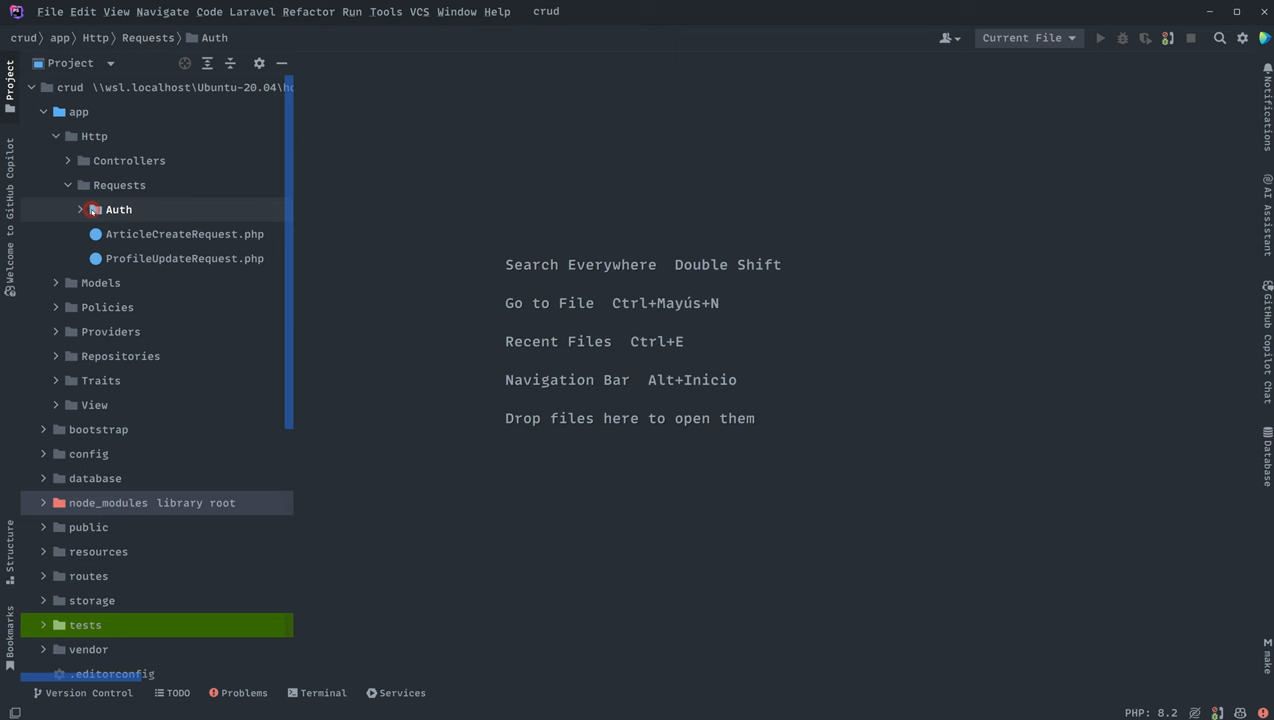 File Edit View Navigate Code Laravel Refactor Run Tools VCS Window Help crud
crud app Http Requests Auth
Current File
Project
crud \\wsl.localhost\Ubuntu-20.04\h
app
Http
Controllers
Requests
Auth
ArticleCreateRequest.php
ProfileUpdateRequest.php
Models
Policies
Providers
Repositories
Traits
View
bootstrap
config
database
node_modules library root
public
resources
routes
storage
tests
vendor
.editorconfig
Search Everywhere Double Shift
Go to File Ctrl+Mayús+N
Recent Files Ctrl+E
Navigation Bar Alt+Inicio
Drop files here to open them
Project
Welcome to GitHub Copilot
Structure
Bookmarks
Notifications
AI Assistant
GitHub Copilot Chat
Database
M make
Version Control TODO Problems Terminal Services
PHP: 8.2